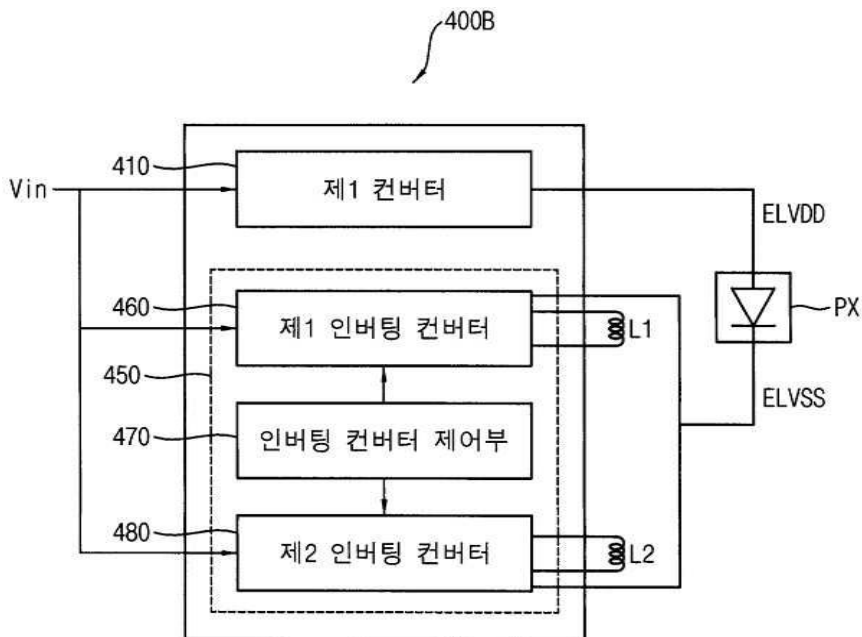 400B
410
제1 컨버터
Vin
ELVDD
460
제1 인버팅 컨버터
L1
PX
450
ELVSS
470
인버팅 컨버터 제어부
480
제2 인버팅 컨버터
L2